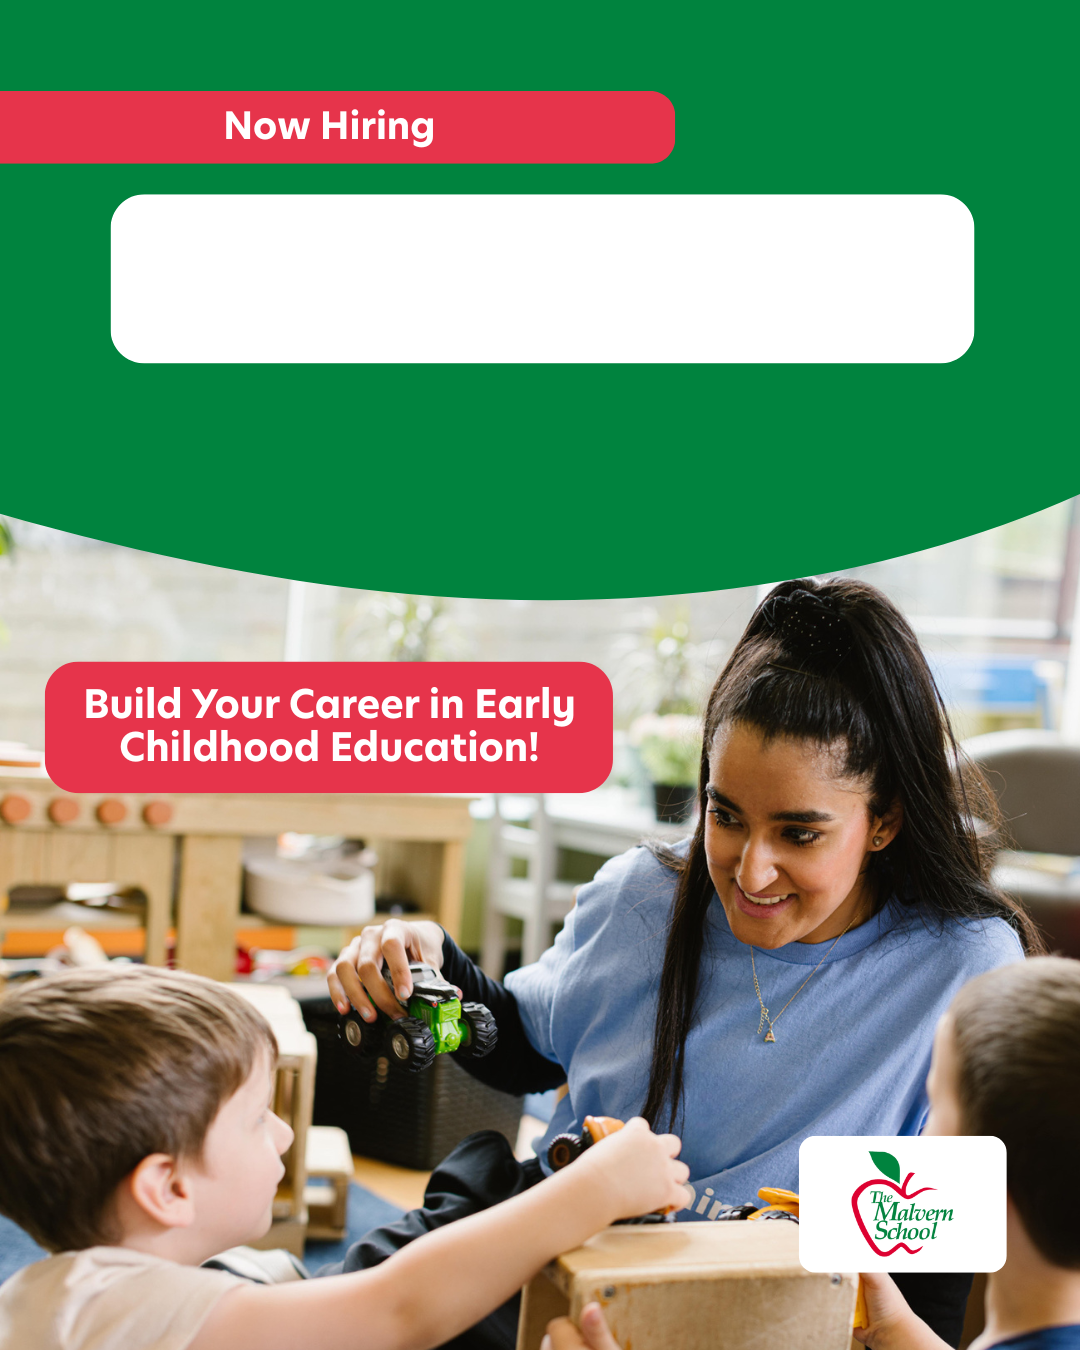 Now Hiring
Build Your Career in Early
Childhood Education!
The
Malvern
School